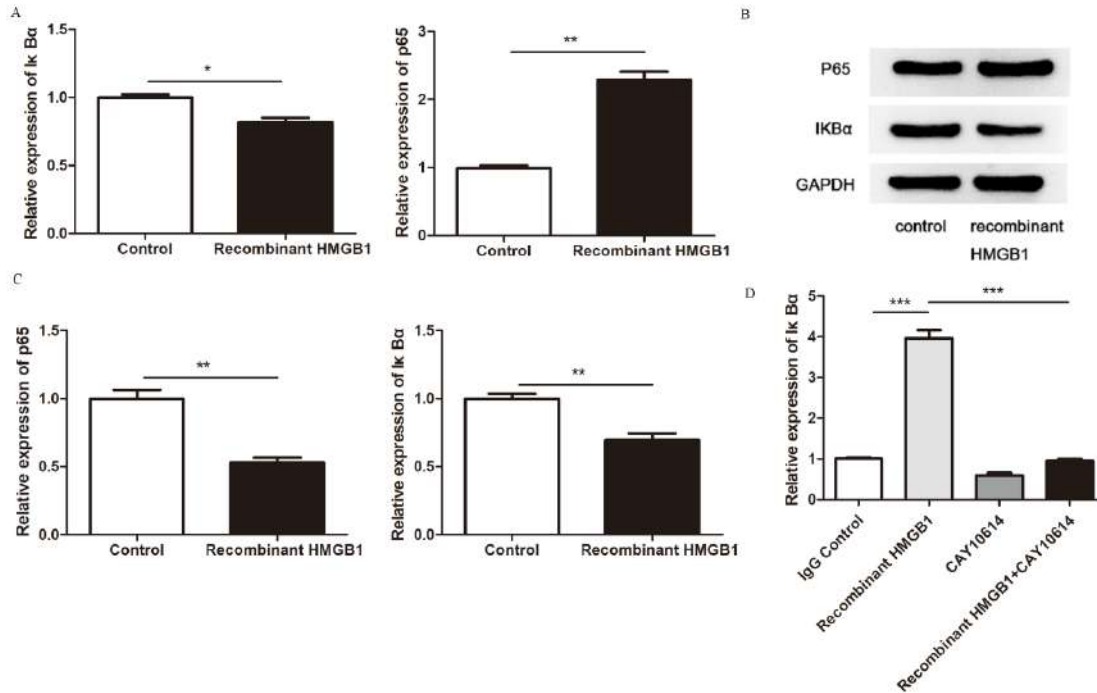 A
Relative expression of Iκ Bα
1.5
1.0
0.5
0.0
*
Control
Recombinant HMGB1
Relative expression of p65
3
2
1
0
**
Control
Recombinant HMGB1
B
P65
IKBα
GAPDH
control
recombinant
HMGB1
C
Relative expression of p65
1.5
1.0
0.5
0.0
**
Control
Recombinant HMGB1
Relative expression of Iκ Bα
1.5
1.0
0.5
0.0
**
Control
Recombinant HMGB1
D
Relative expression of Iκ Bα
5
4
3
2
1
0
***
***
IgG Control
Recombinant HMGB1
CAY10614
Recombinant HMGB1+CAY10614